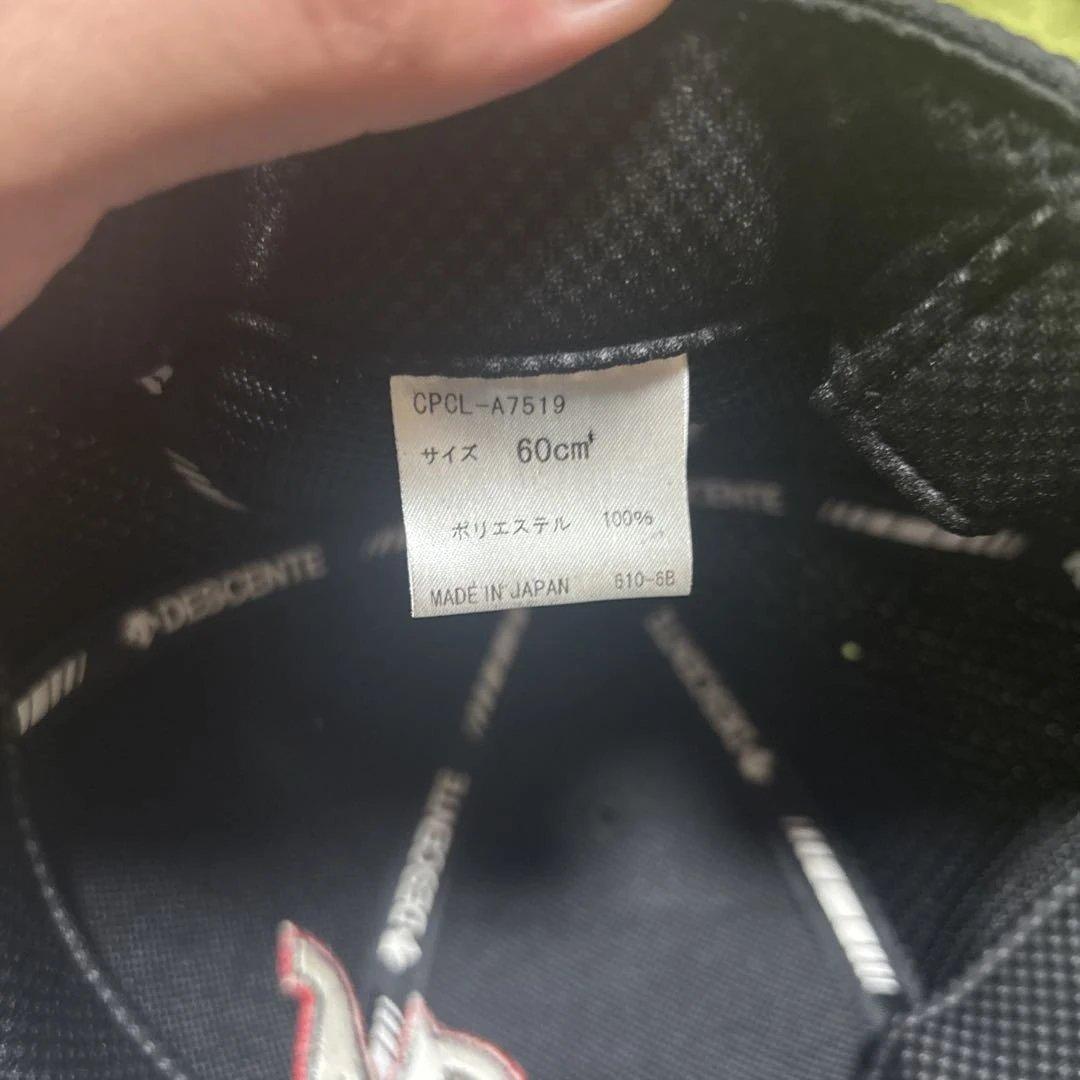 CPCL-A7519
サイズ 60cm
ポリエステル 100%
MADE IN JAPAN 610-6B
DESCENTE
DESCENTE